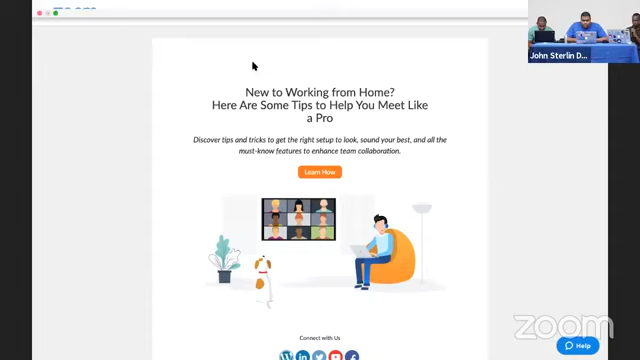 John Sterlin D...
New to Working from Home?
Here Are Some Tips to Help You Meet Like
a Pro
Discover tips and tricks to get the right setup to look, sound your best, and all the
must-know features to enhance team collaboration.
Learn How
Connect with Us
Help
zoom